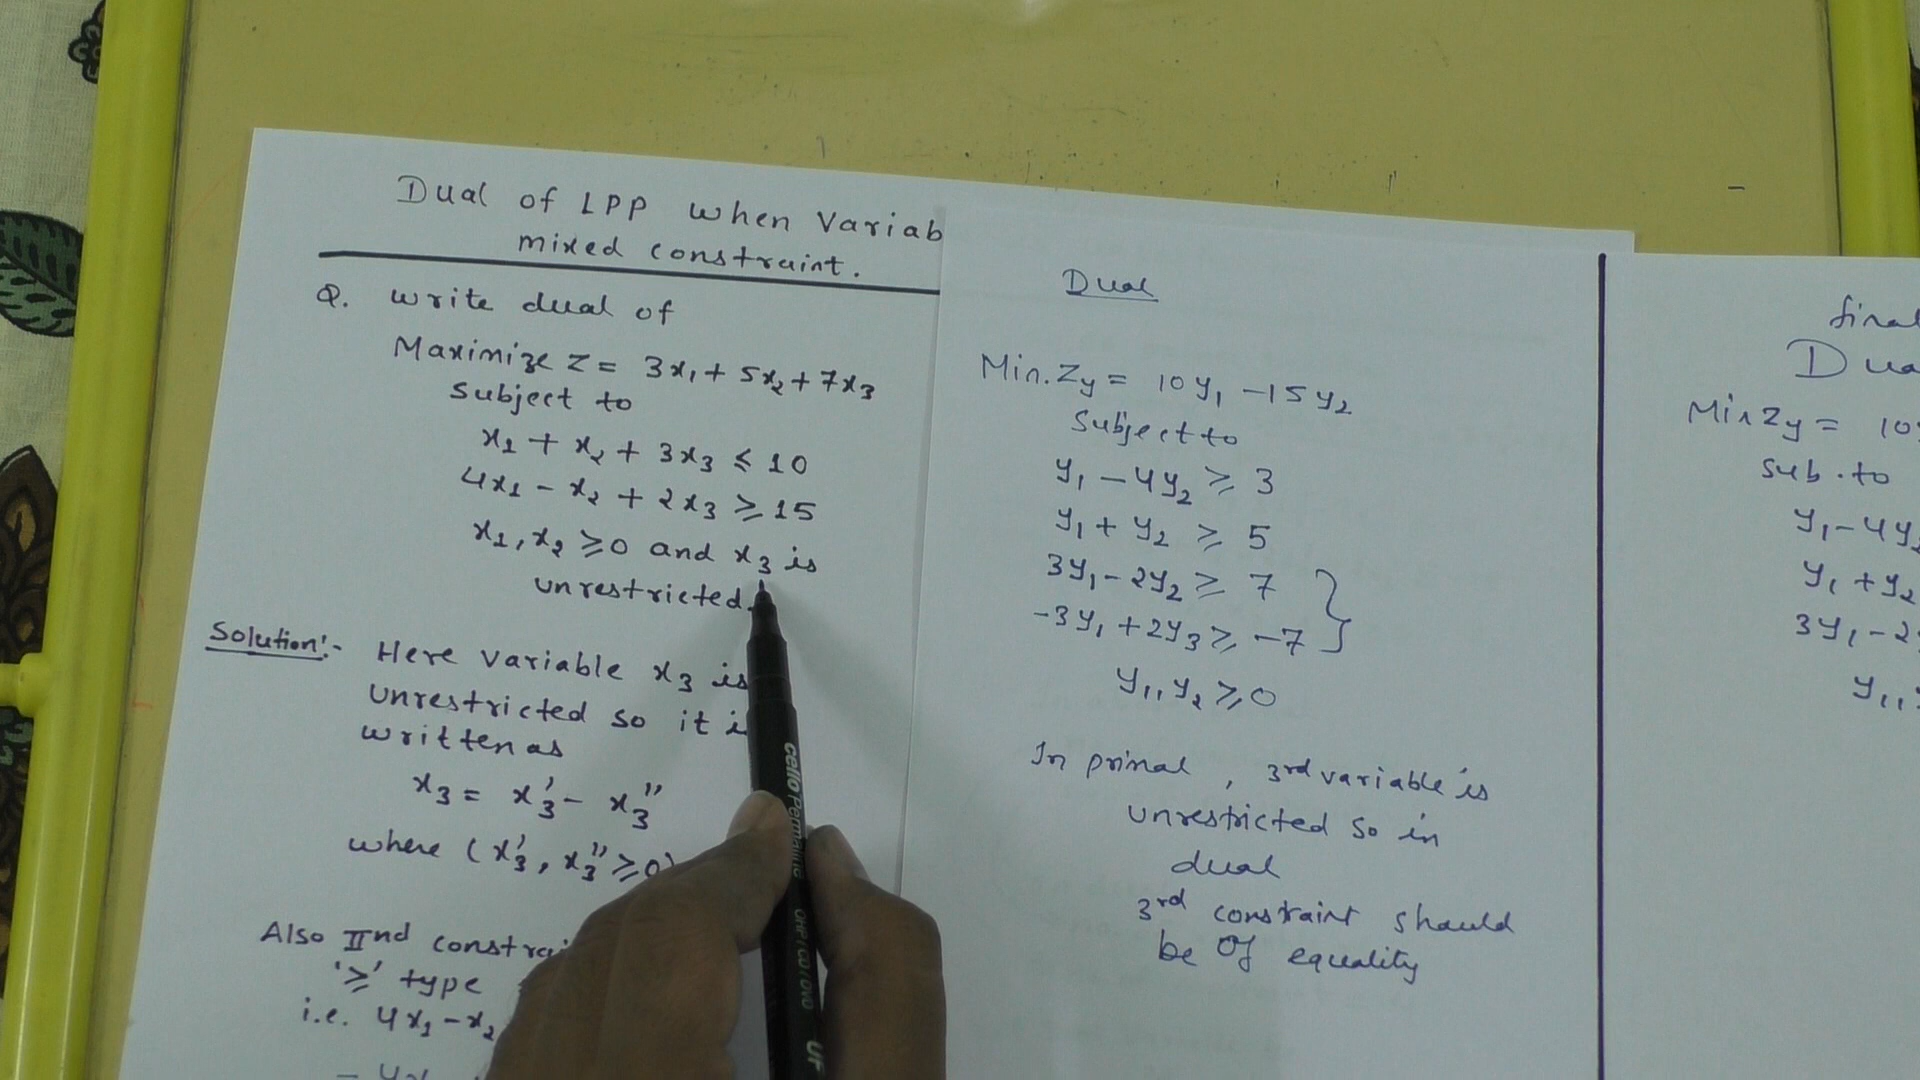 Dual of LPP when Variab
mixed constraint.
Q. write dual of
Maximize Z = 3x₁ + 5x₂ + 7x₃
Subject to
x₁ + x₂ + 3x₃ ≤ 10
4x₁ - x₂ + 2x₃ ≥ 15
x₁, x₂ ≥ 0 and x₃ is
unrestricted.
Solution:- Here variable x₃ is
unrestricted so it i
written as
x₃ = x₃' - x₃''
where (x₃', x₃'' ≥ 0)
Also IInd constrai
'≥' type
i.e. 4x₁ - x₂
Dual
Min. Zy = 10y₁ - 15y₂
Subject to
y₁ - 4y₂ ≥ 3
y₁ + y₂ ≥ 5
3y₁ - 2y₂ ≥ 7
-3y₁ + 2y₃ ≥ -7
y₁, y₂ ≥ 0
In primal, 3rd variable is
unrestricted so in
dual
3rd constraint should
be of equality
final
Dua
Min Zy = 10
sub. to
y₁ - 4y₂
y₁ + y₂
3y₁ - 2
y₁,
cello